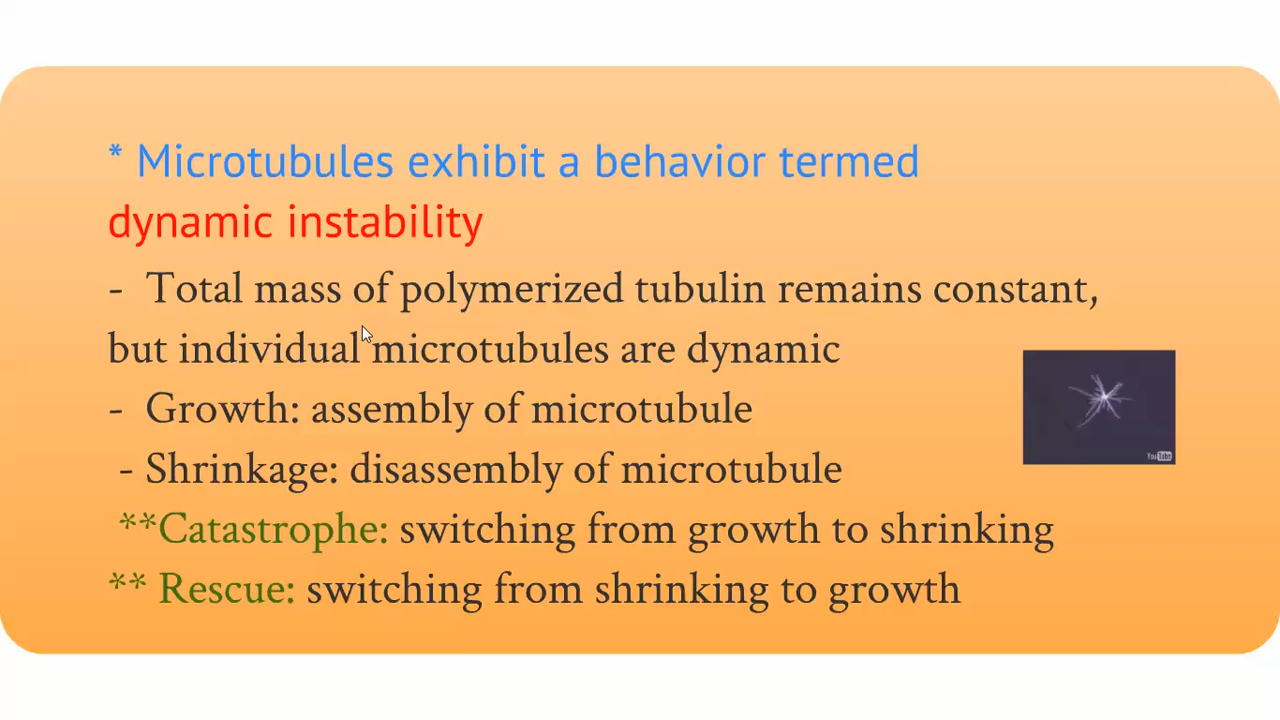 * Microtubules exhibit a behavior termed
dynamic instability
- Total mass of polymerized tubulin remains constant,
but individual microtubules are dynamic
- Growth: assembly of microtubule
- Shrinkage: disassembly of microtubule
**Catastrophe: switching from growth to shrinking
** Rescue: switching from shrinking to growth
YouTube